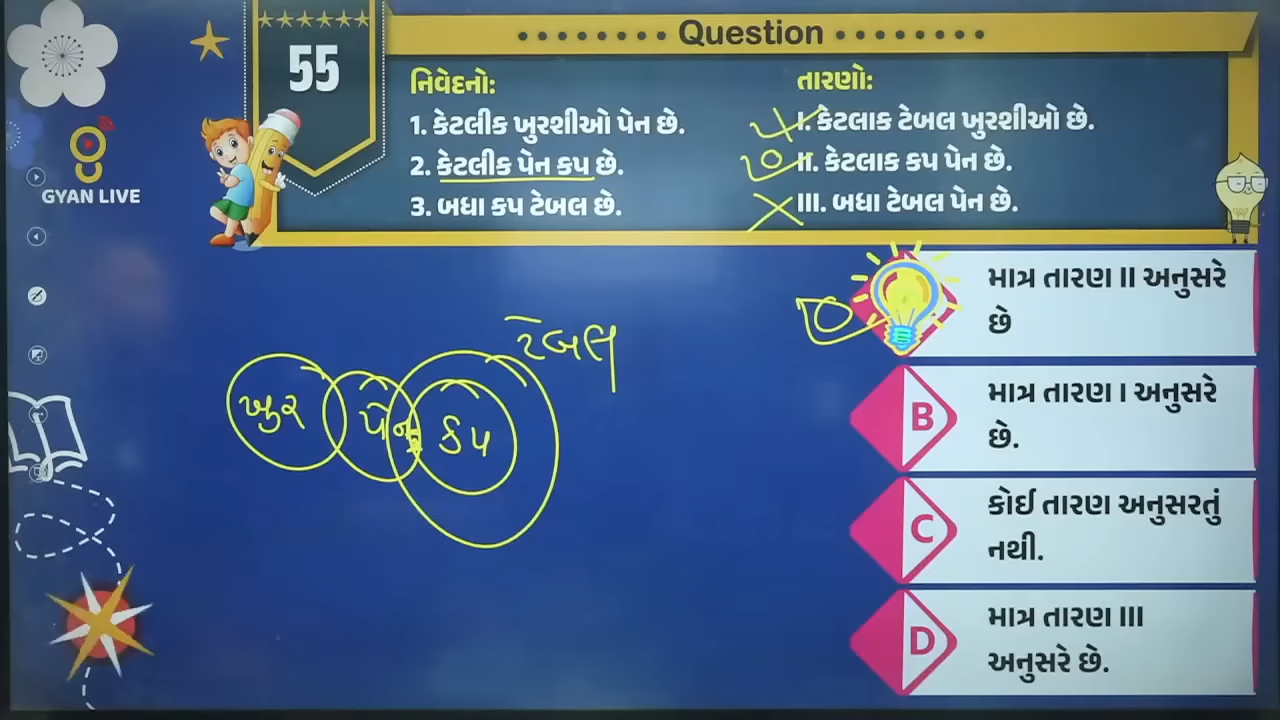 Question
55
નિવેદનો:
1. કેટલીક ખુરશીઓ પેન છે.
2. કેટલીક પેન કપ છે.
3. બધા કપ ટેબલ છે.
તારણો:
I. કેટલાક ટેબલ ખુરશીઓ છે.
II. કેટલાક કપ પેન છે.
III. બધા ટેબલ પેન છે.
GYAN LIVE
માત્ર તારણ II અનુસરે
છે
B
માત્ર તારણ I અનુસરે
છે.
C
કોઈ તારણ અનુસરતું
નથી.
D
માત્ર તારણ III
અનુસરે છે.
ટેબલ
ખુર
પેન
કપ